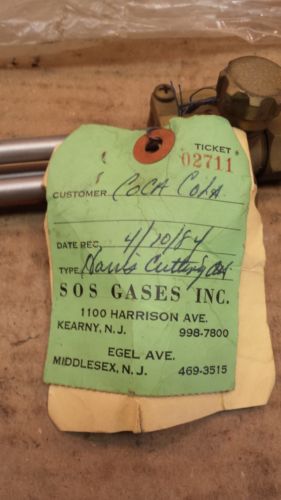 TICKET
02711
CUSTOMER Coca Cola
DATE REC. 4/10/84
TYPE Harris Cutting
SOS GASES INC.
1100 HARRISON AVE.
KEARNY, N.J. 998-7800
EGEL AVE.
MIDDLESEX, N.J. 469-3515